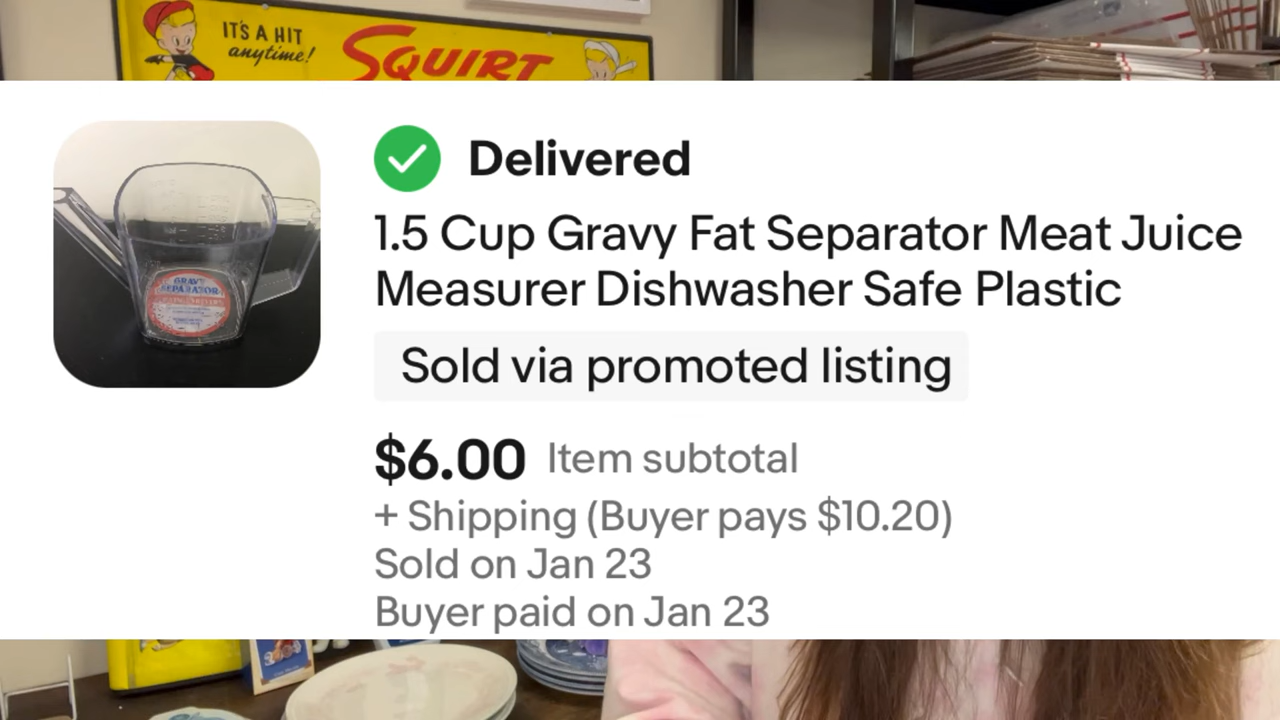 IT'S A HIT
anytime!
SQUIRT
Delivered
1.5 Cup Gravy Fat Separator Meat Juice
Measurer Dishwasher Safe Plastic
Sold via promoted listing
$6.00 Item subtotal
+ Shipping (Buyer pays $10.20)
Sold on Jan 23
Buyer paid on Jan 23
GRAVY
SEPARATOR